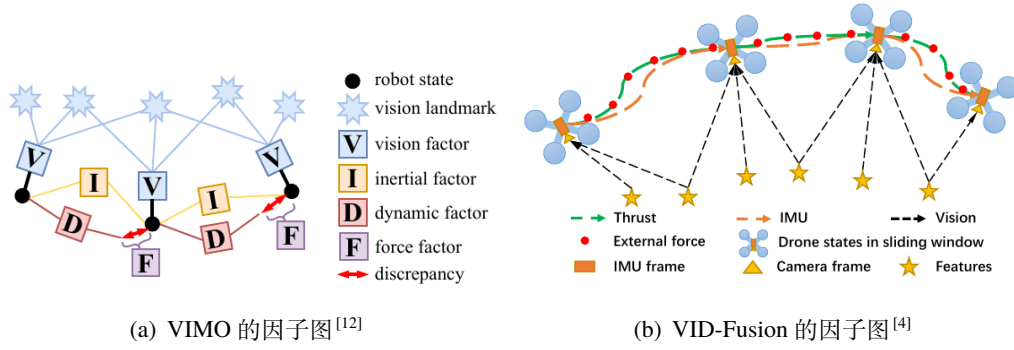 V
V
V
I
I
D
D
F
F
robot state
vision landmark
V vision factor
I inertial factor
D dynamic factor
F force factor
discrepancy
(a) VIMO 的因子图[12]
Thrust
IMU
Vision
External force
Drone states in sliding window
IMU frame
Camera frame
Features
(b) VID-Fusion 的因子图[4]